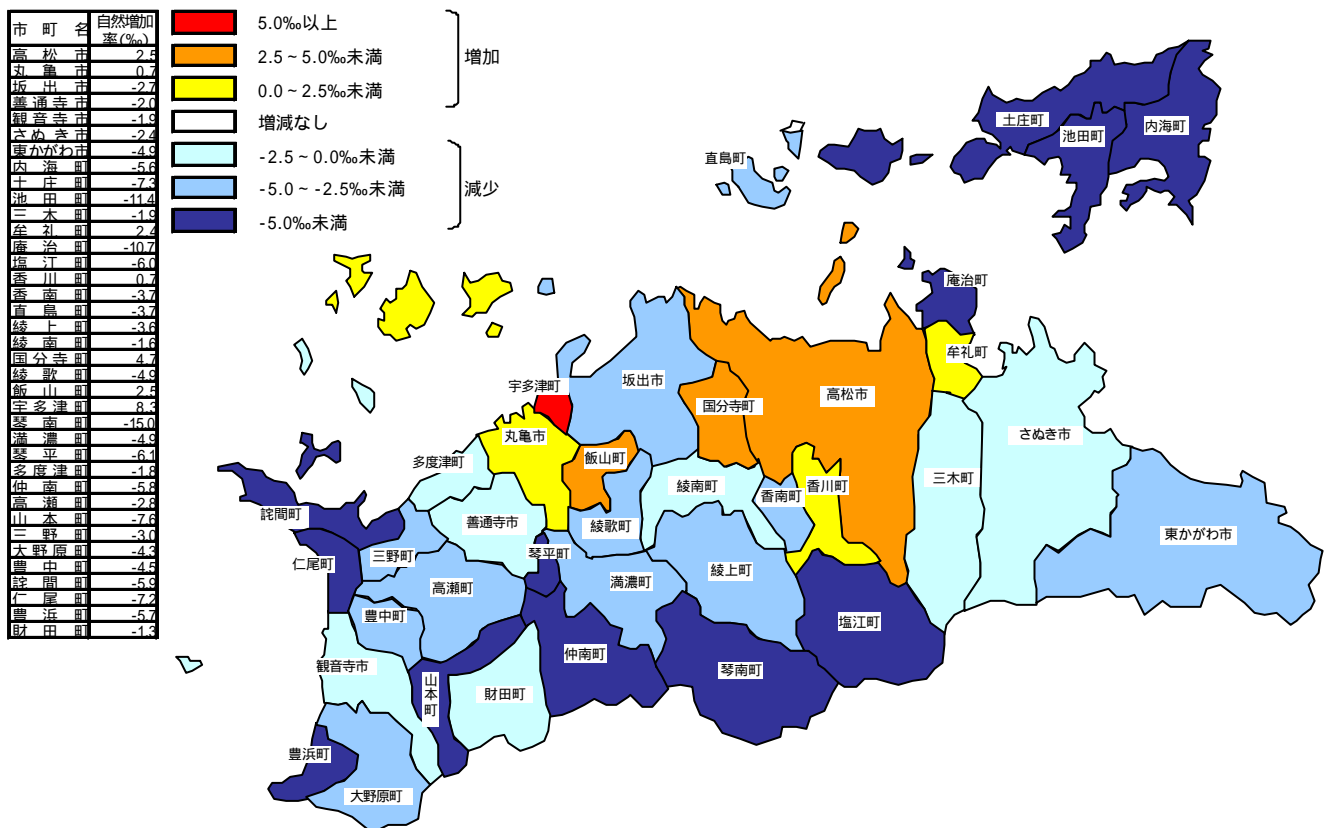 市町名 自然増加率(‰)
高松市 2.5
丸亀市 0.7
坂出市 -2.7
善通寺市 -2.0
観音寺市 -1.9
さぬき市 -2.4
東かがわ市 -4.9
内海町 -5.6
土庄町 -7.3
池田町 -11.4
三木町 -1.9
牟礼町 2.4
庵治町 -10.7
塩江町 -6.0
香川町 0.7
香南町 -3.7
直島町 -3.7
綾上町 -3.6
綾南町 -1.6
国分寺町 4.7
綾歌町 -4.9
飯山町 2.5
宇多津町 8.3
琴南町 -15.0
満濃町 -4.9
琴平町 -6.1
多度津町 -1.8
仲南町 -5.8
高瀬町 -2.8
山本町 -7.6
三野町 -3.0
大野原町 -4.3
豊中町 -4.5
詫間町 -5.9
仁尾町 -7.2
豊浜町 -5.7
財田町 -1.3
5.0‰以上
2.5~5.0‰未満
0.0~2.5‰未満
増加
増減なし
-2.5~0.0‰未満
-5.0~-2.5‰未満
-5.0‰未満
減少
土庄町
池田町
内海町
直島町
庵治町
牟礼町
宇多津町
坂出市
国分寺町
高松市
丸亀市
飯山町
さぬき市
多度津町
綾南町
香南町
香川町
三木町
詫間町
善通寺市
綾歌町
東かがわ市
仁尾町
三野町
琴平町
高瀬町
満濃町
綾上町
豊中町
塩江町
観音寺市
山本町
財田町
仲南町
琴南町
豊浜町
大野原町